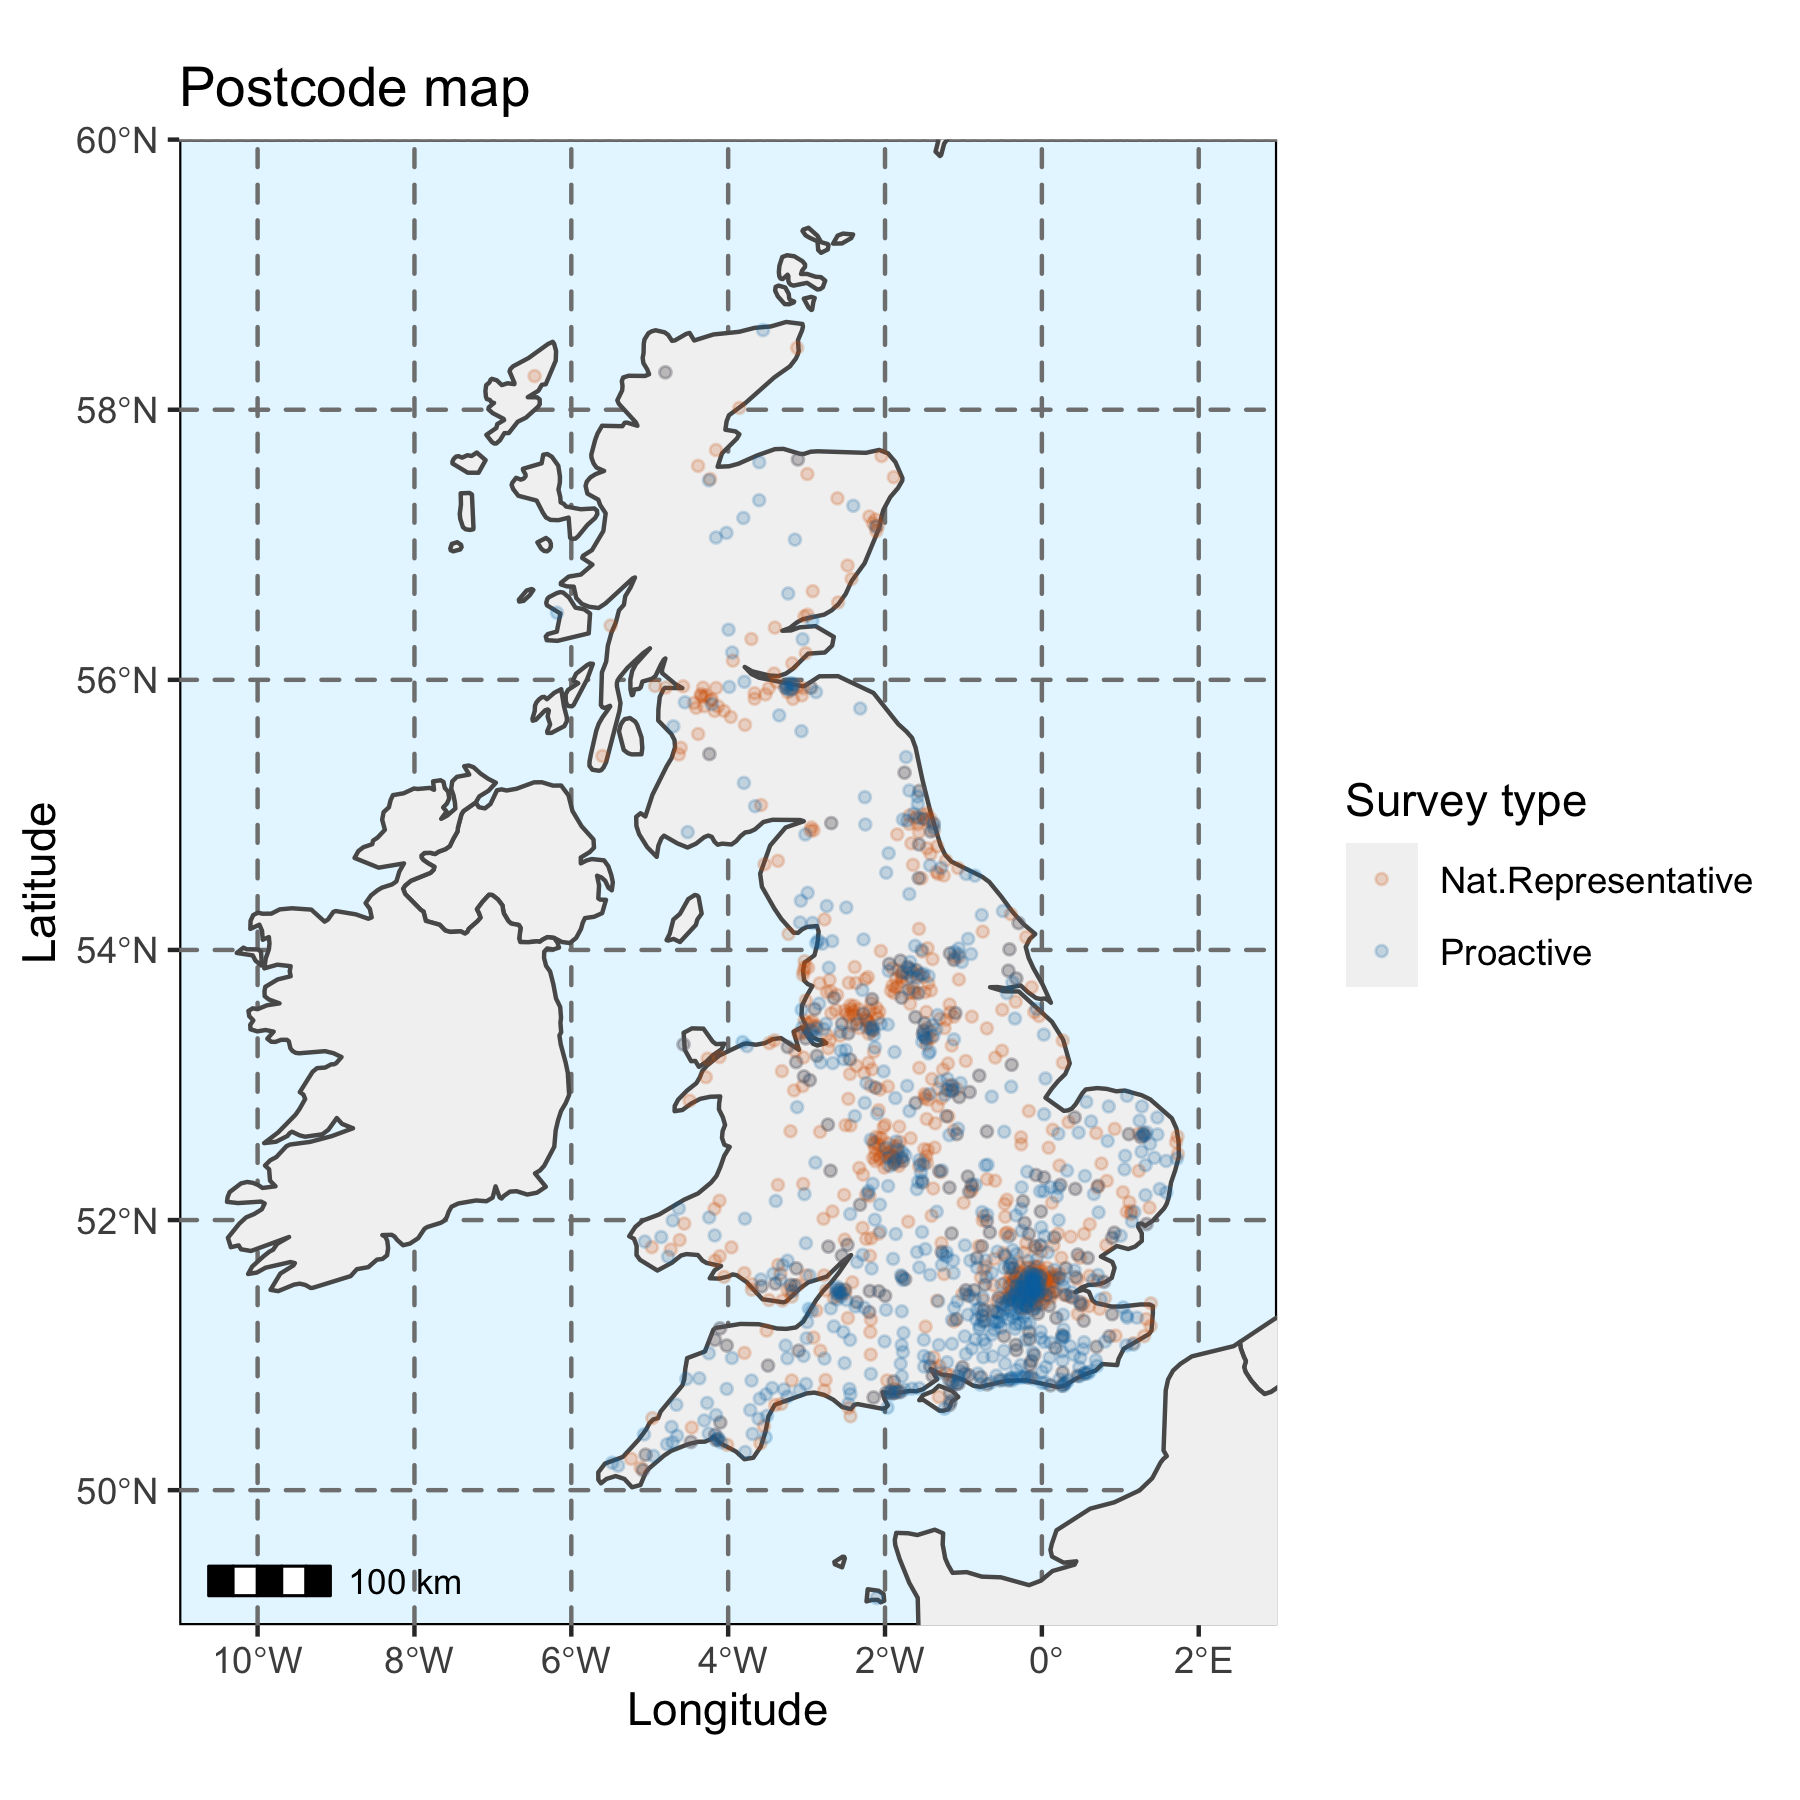 Postcode map
60°N
58°N
56°N
54°N
52°N
50°N
Latitude
100 km
10°W 8°W 6°W 4°W 2°W 0° 2°E
Longitude
Survey type
Nat.Representative
Proactive